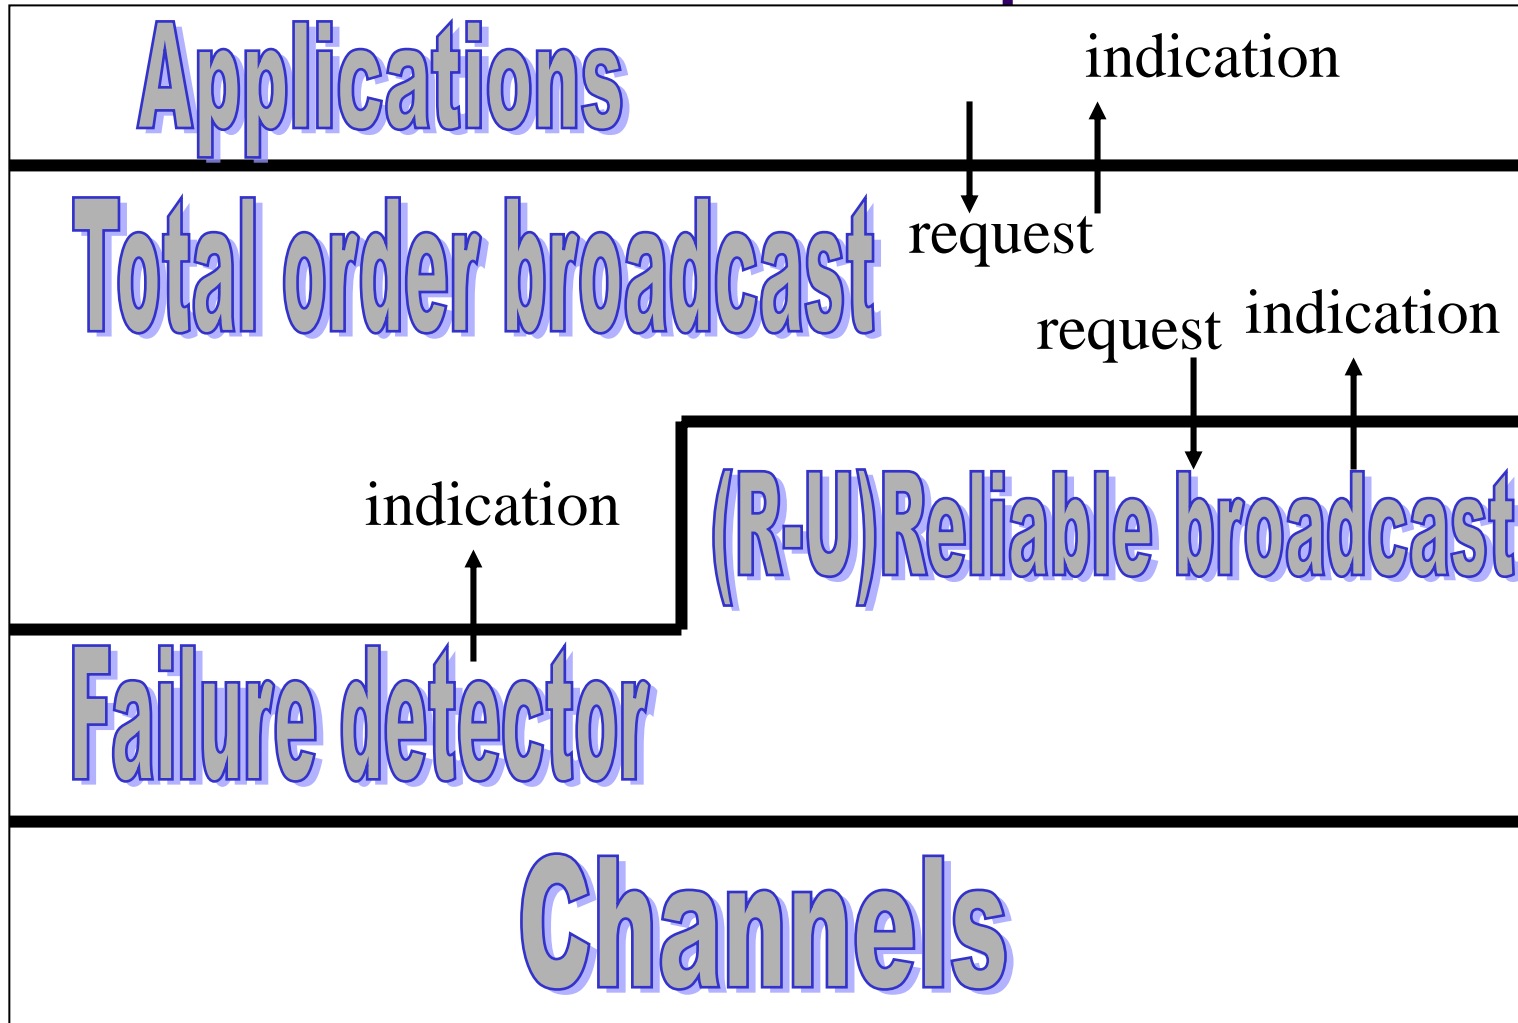 Applications
indication
request
Total order broadcast
request
indication
indication
(R-U)Reliable broadcast
Failure detector
Channels